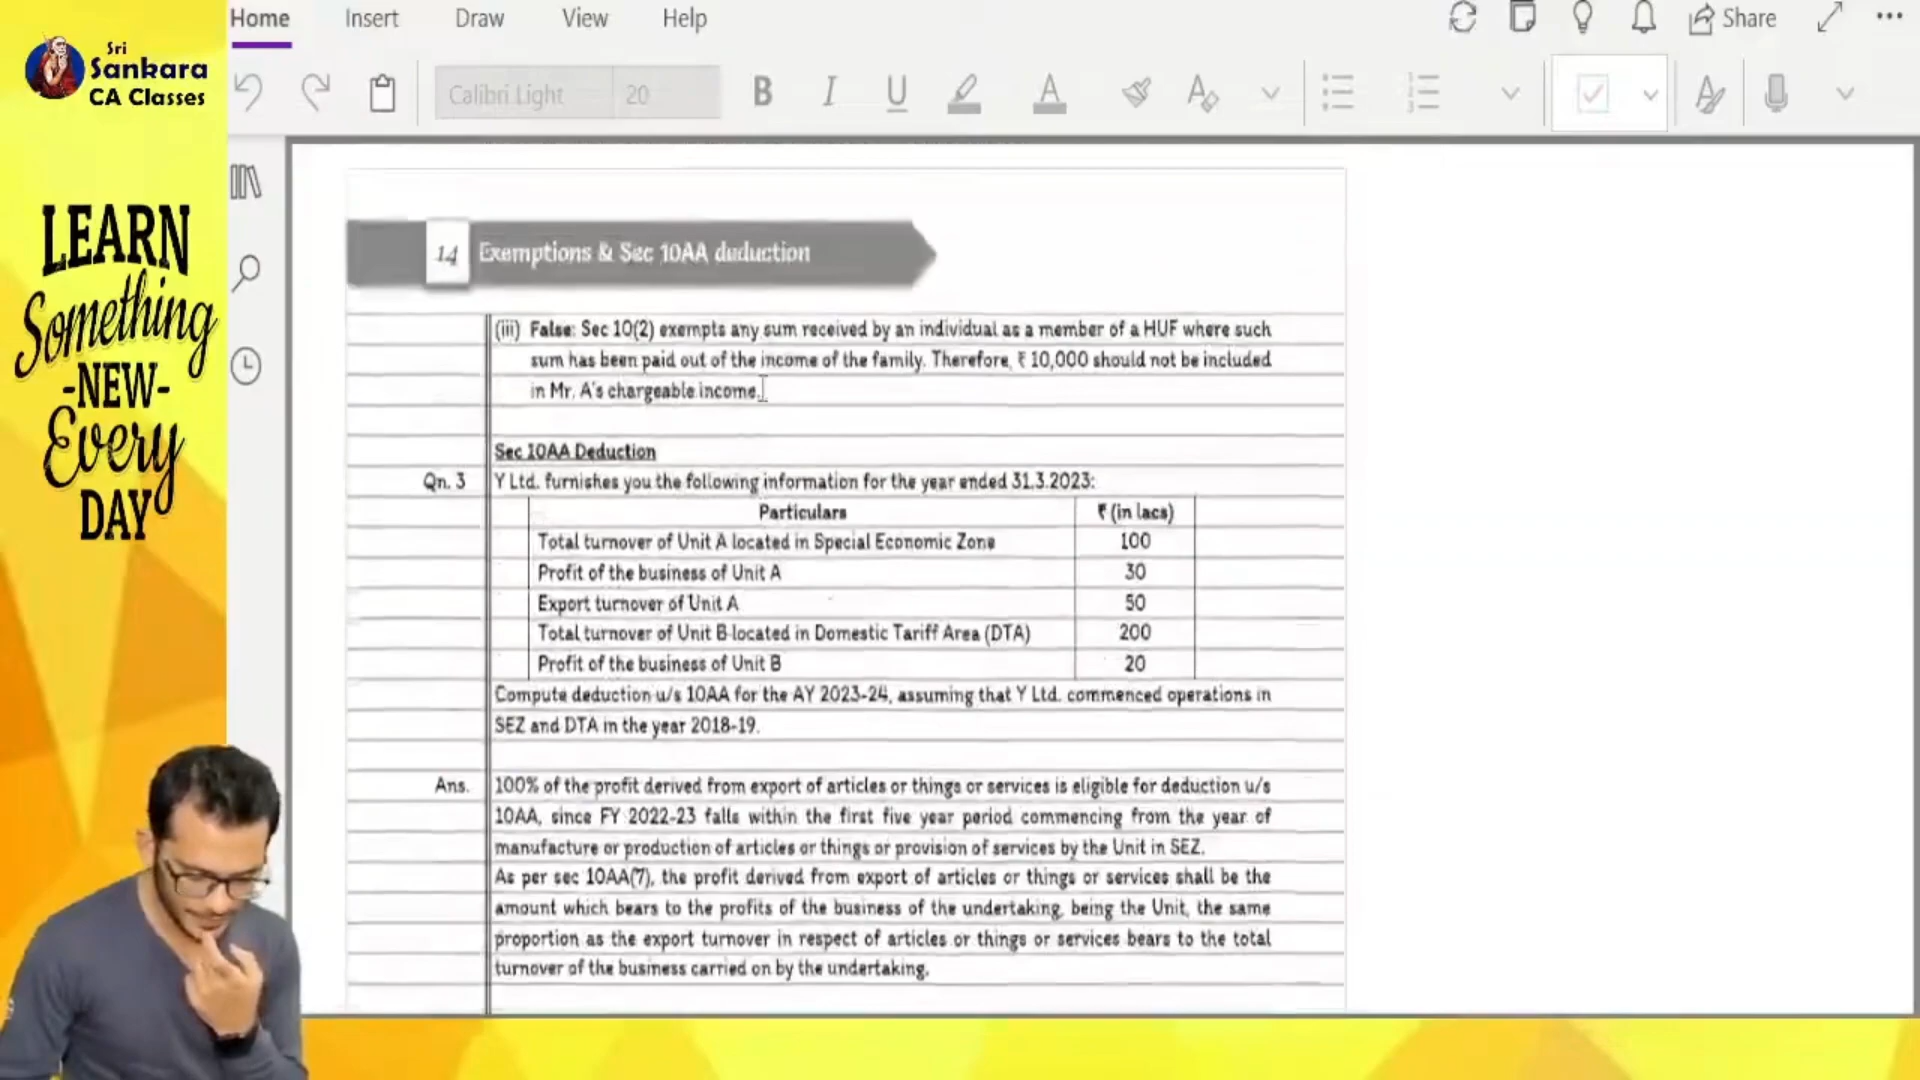 Home Insert Draw View Help Share
Calibri Light 20 B I U A
Sri
Sankara
CA Classes
LEARN
Something
-NEW-
Every
DAY
14 Exemptions & Sec 10AA deduction
(iii) False: Sec 10(2) exempts any sum received by an individual as a member of a HUF where such
sum has been paid out of the income of the family. Therefore, ₹ 10,000 should not be included
in Mr. A's chargeable income.
Sec 10AA Deduction
Qn. 3 Y Ltd. furnishes you the following information for the year ended 31.3.2023:
Particulars ₹ (in lacs)
Total turnover of Unit A located in Special Economic Zone 100
Profit of the business of Unit A 30
Export turnover of Unit A 50
Total turnover of Unit B located in Domestic Tariff Area (DTA) 200
Profit of the business of Unit B 20
Compute deduction u/s 10AA for the AY 2023-24, assuming that Y Ltd. commenced operations in
SEZ and DTA in the year 2018-19.
Ans. 100% of the profit derived from export of articles or things or services is eligible for deduction u/s
10AA, since FY 2022-23 falls within the first five year period commencing from the year of
manufacture or production of articles or things or provision of services by the Unit in SEZ.
As per sec 10AA(7), the profit derived from export of articles or things or services shall be the
amount which bears to the profits of the business of the undertaking, being the Unit, the same
proportion as the export turnover in respect of articles or things or services bears to the total
turnover of the business carried on by the undertaking.